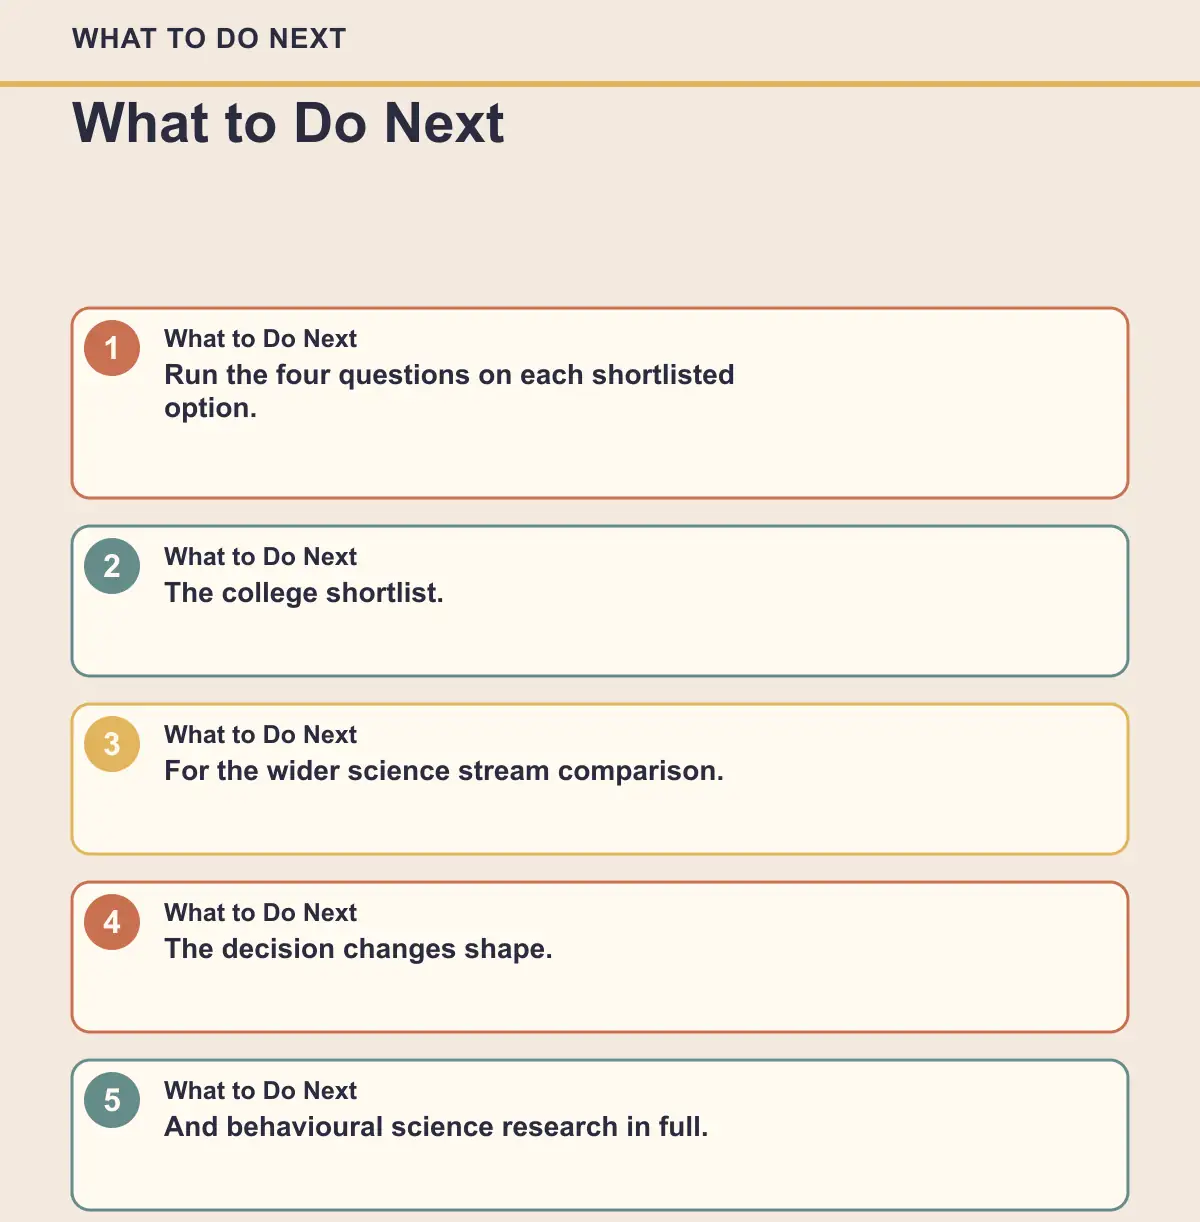 WHAT TO DO NEXT
What to Do Next
1
What to Do Next
Run the four questions on each shortlisted
option.
2
What to Do Next
The college shortlist.
3
What to Do Next
For the wider science stream comparison.
4
What to Do Next
The decision changes shape.
5
What to Do Next
And behavioural science research in full.